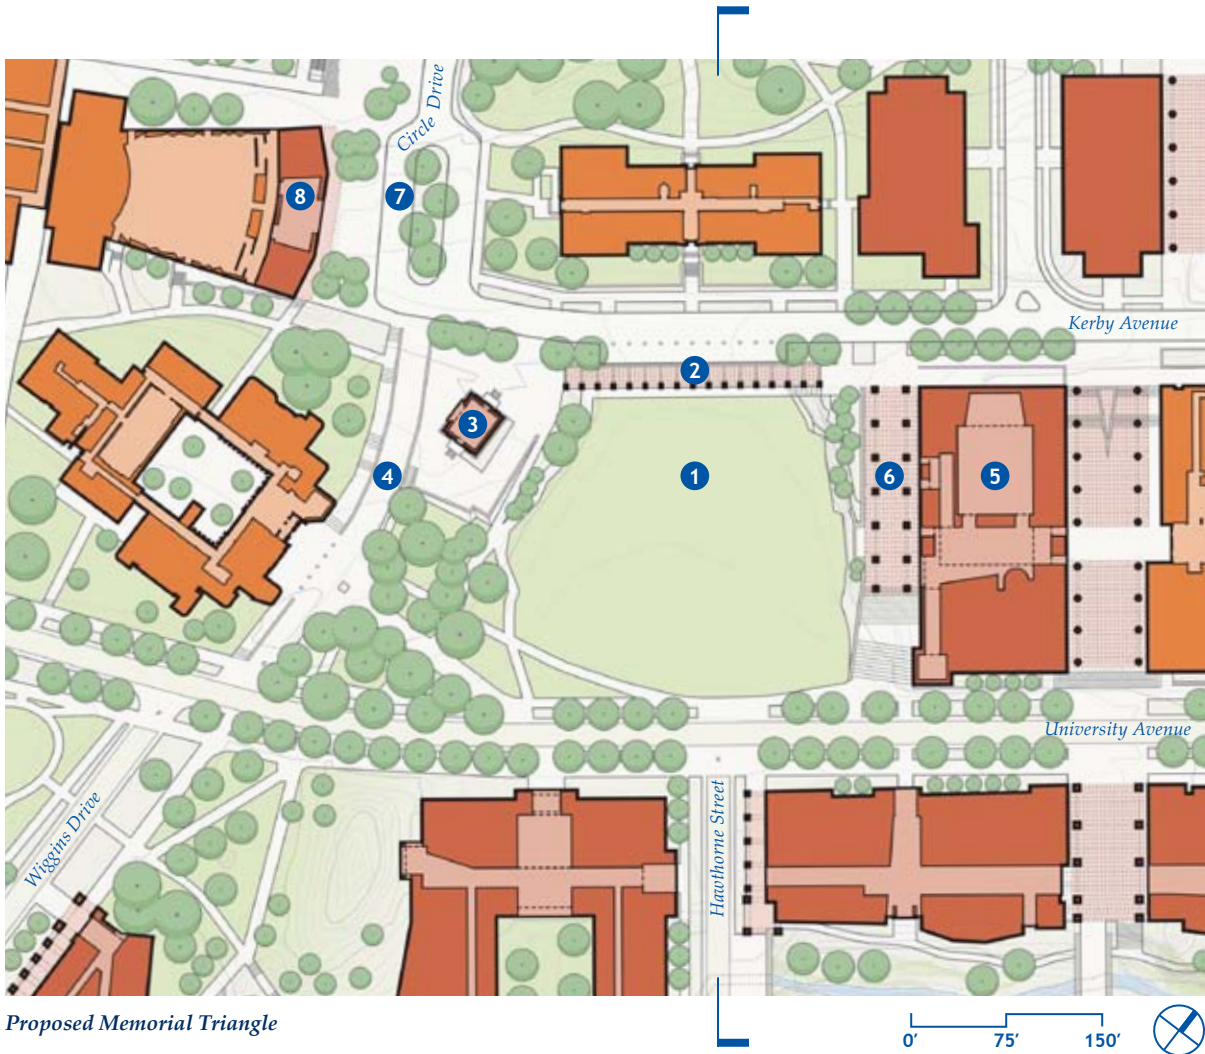 Circle Drive
8
7
Kerby Avenue
2
3
1
4
6
5
University Avenue
Wiggins Drive
Hawthorne Street
Proposed Memorial Triangle
0' 75' 150'